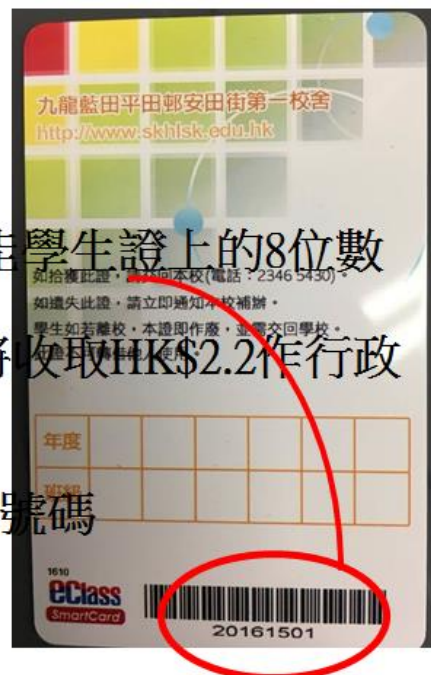 九龍藍田平田邨安田街第一校舍
http://www.skhlsk.edu.hk
學生證上的8位數
如拾獲此證，請交回本校(電話：2346 5430)。
如遺失此證，請立即通知本校補辦。
學生如若離校，本證即作廢，並需交回學校。
收取HK$2.2作行政
年度
班級
號碼
1610
eClass
SmartCard
20161501